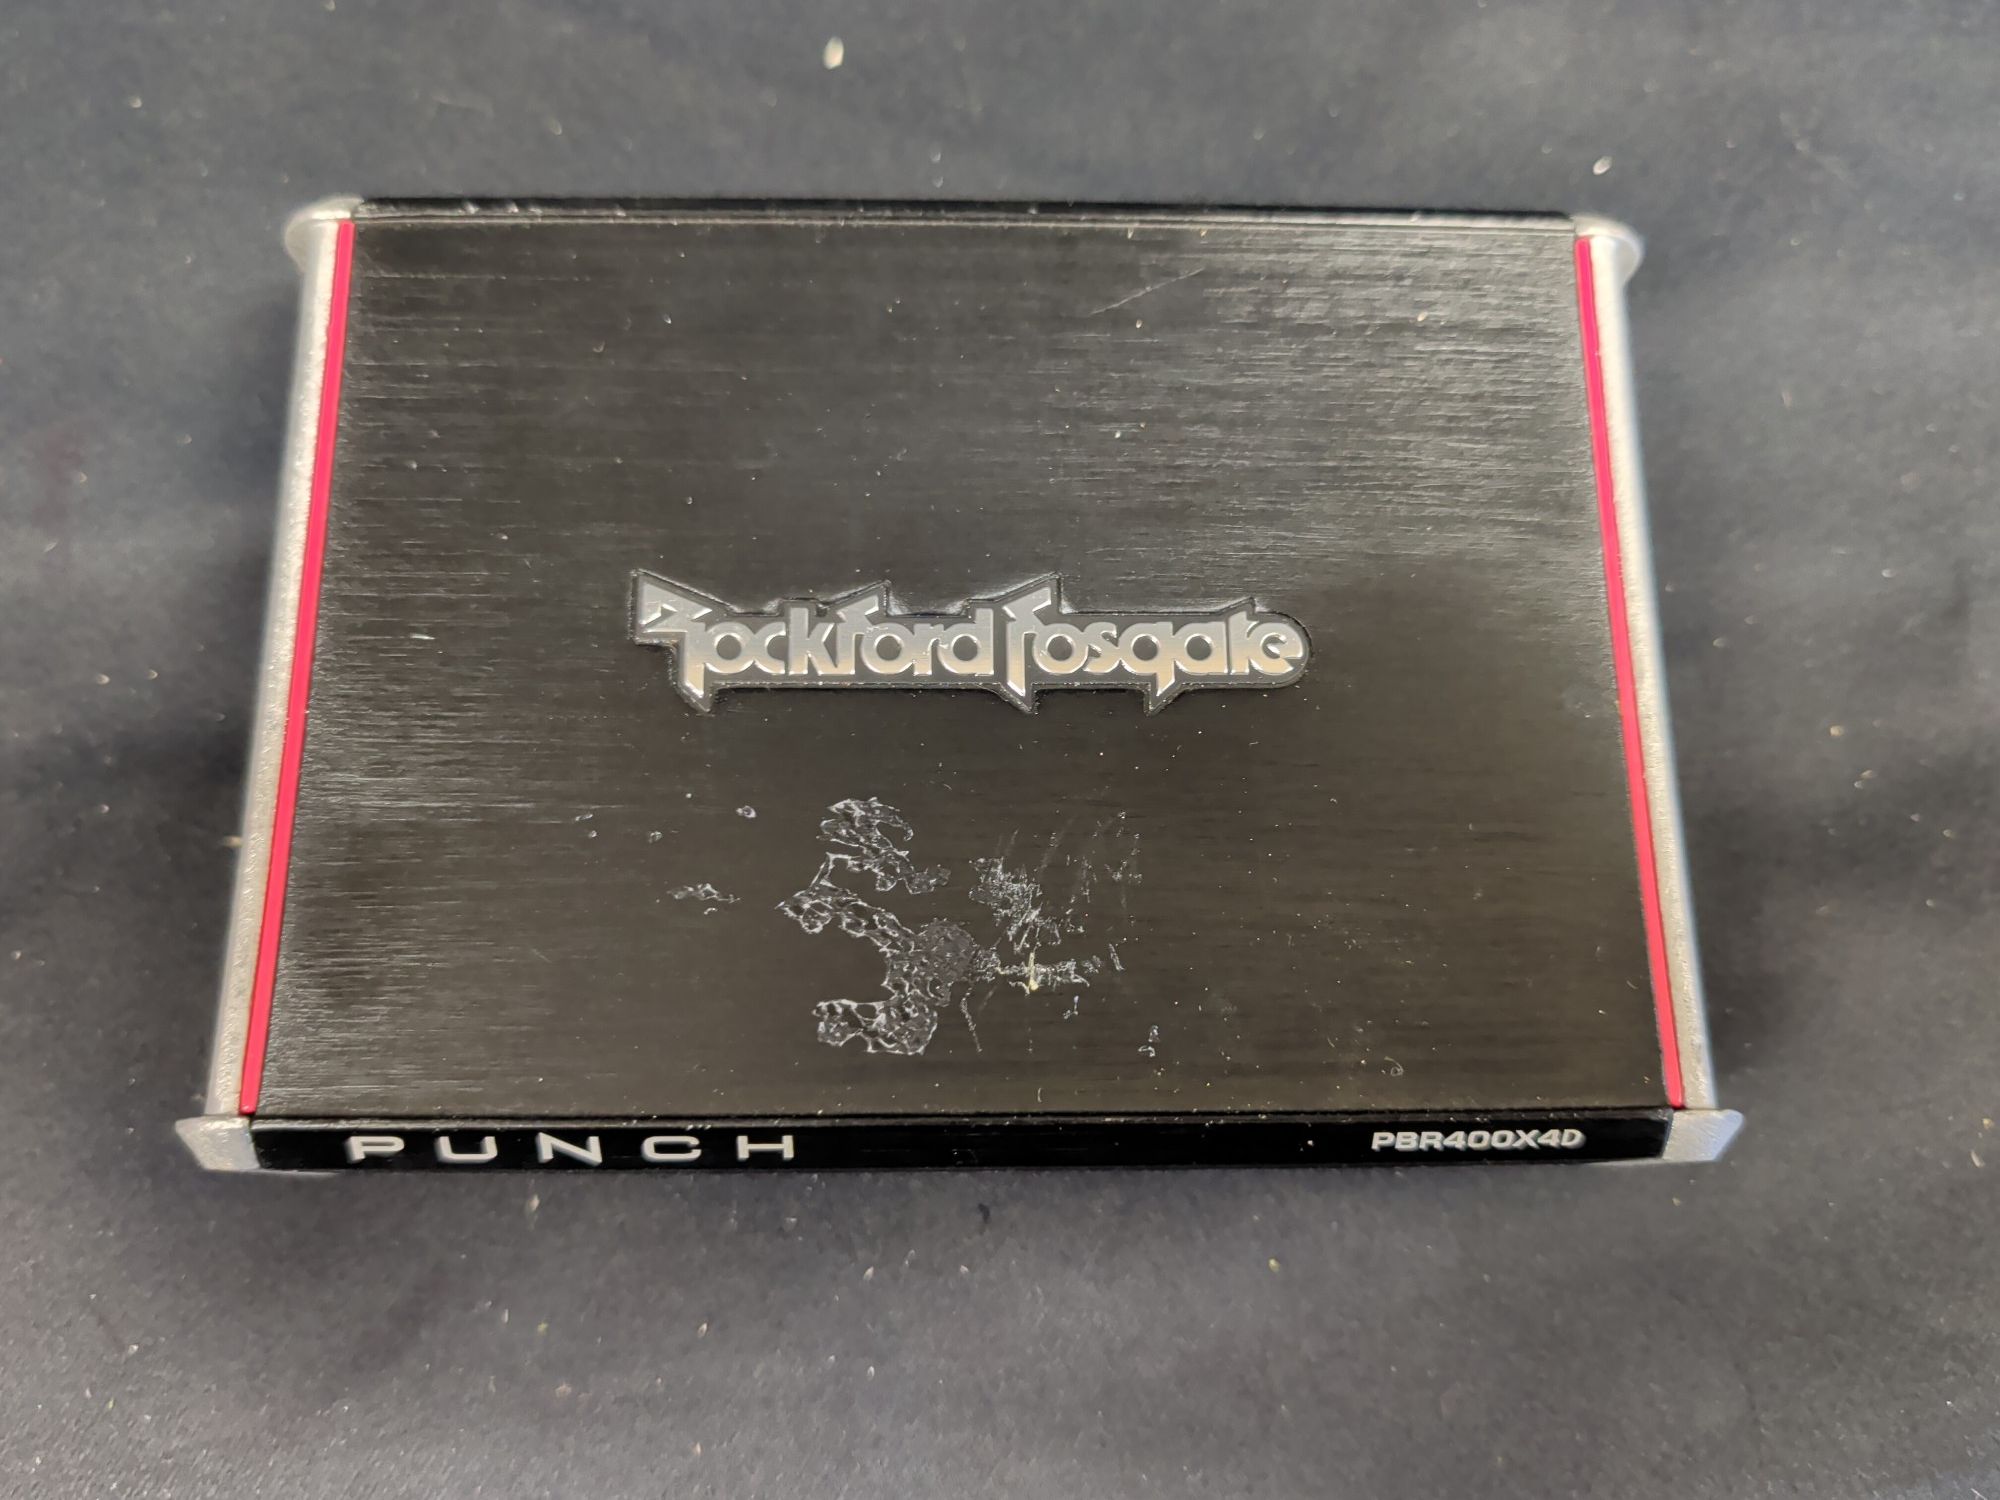 Rockford Fosgate
PUNCH PBR400X4D